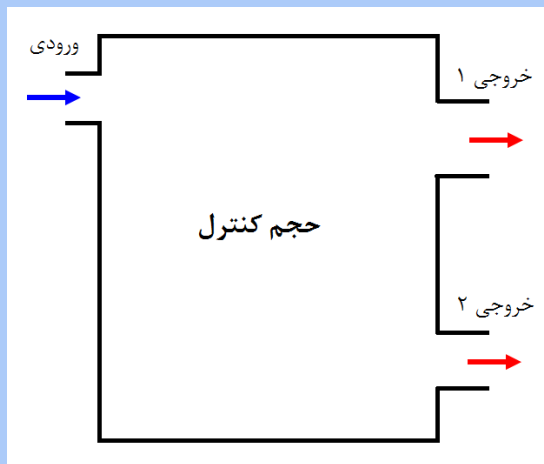 ورودی
خروجی ۱
حجم کنترل
خروجی ۲